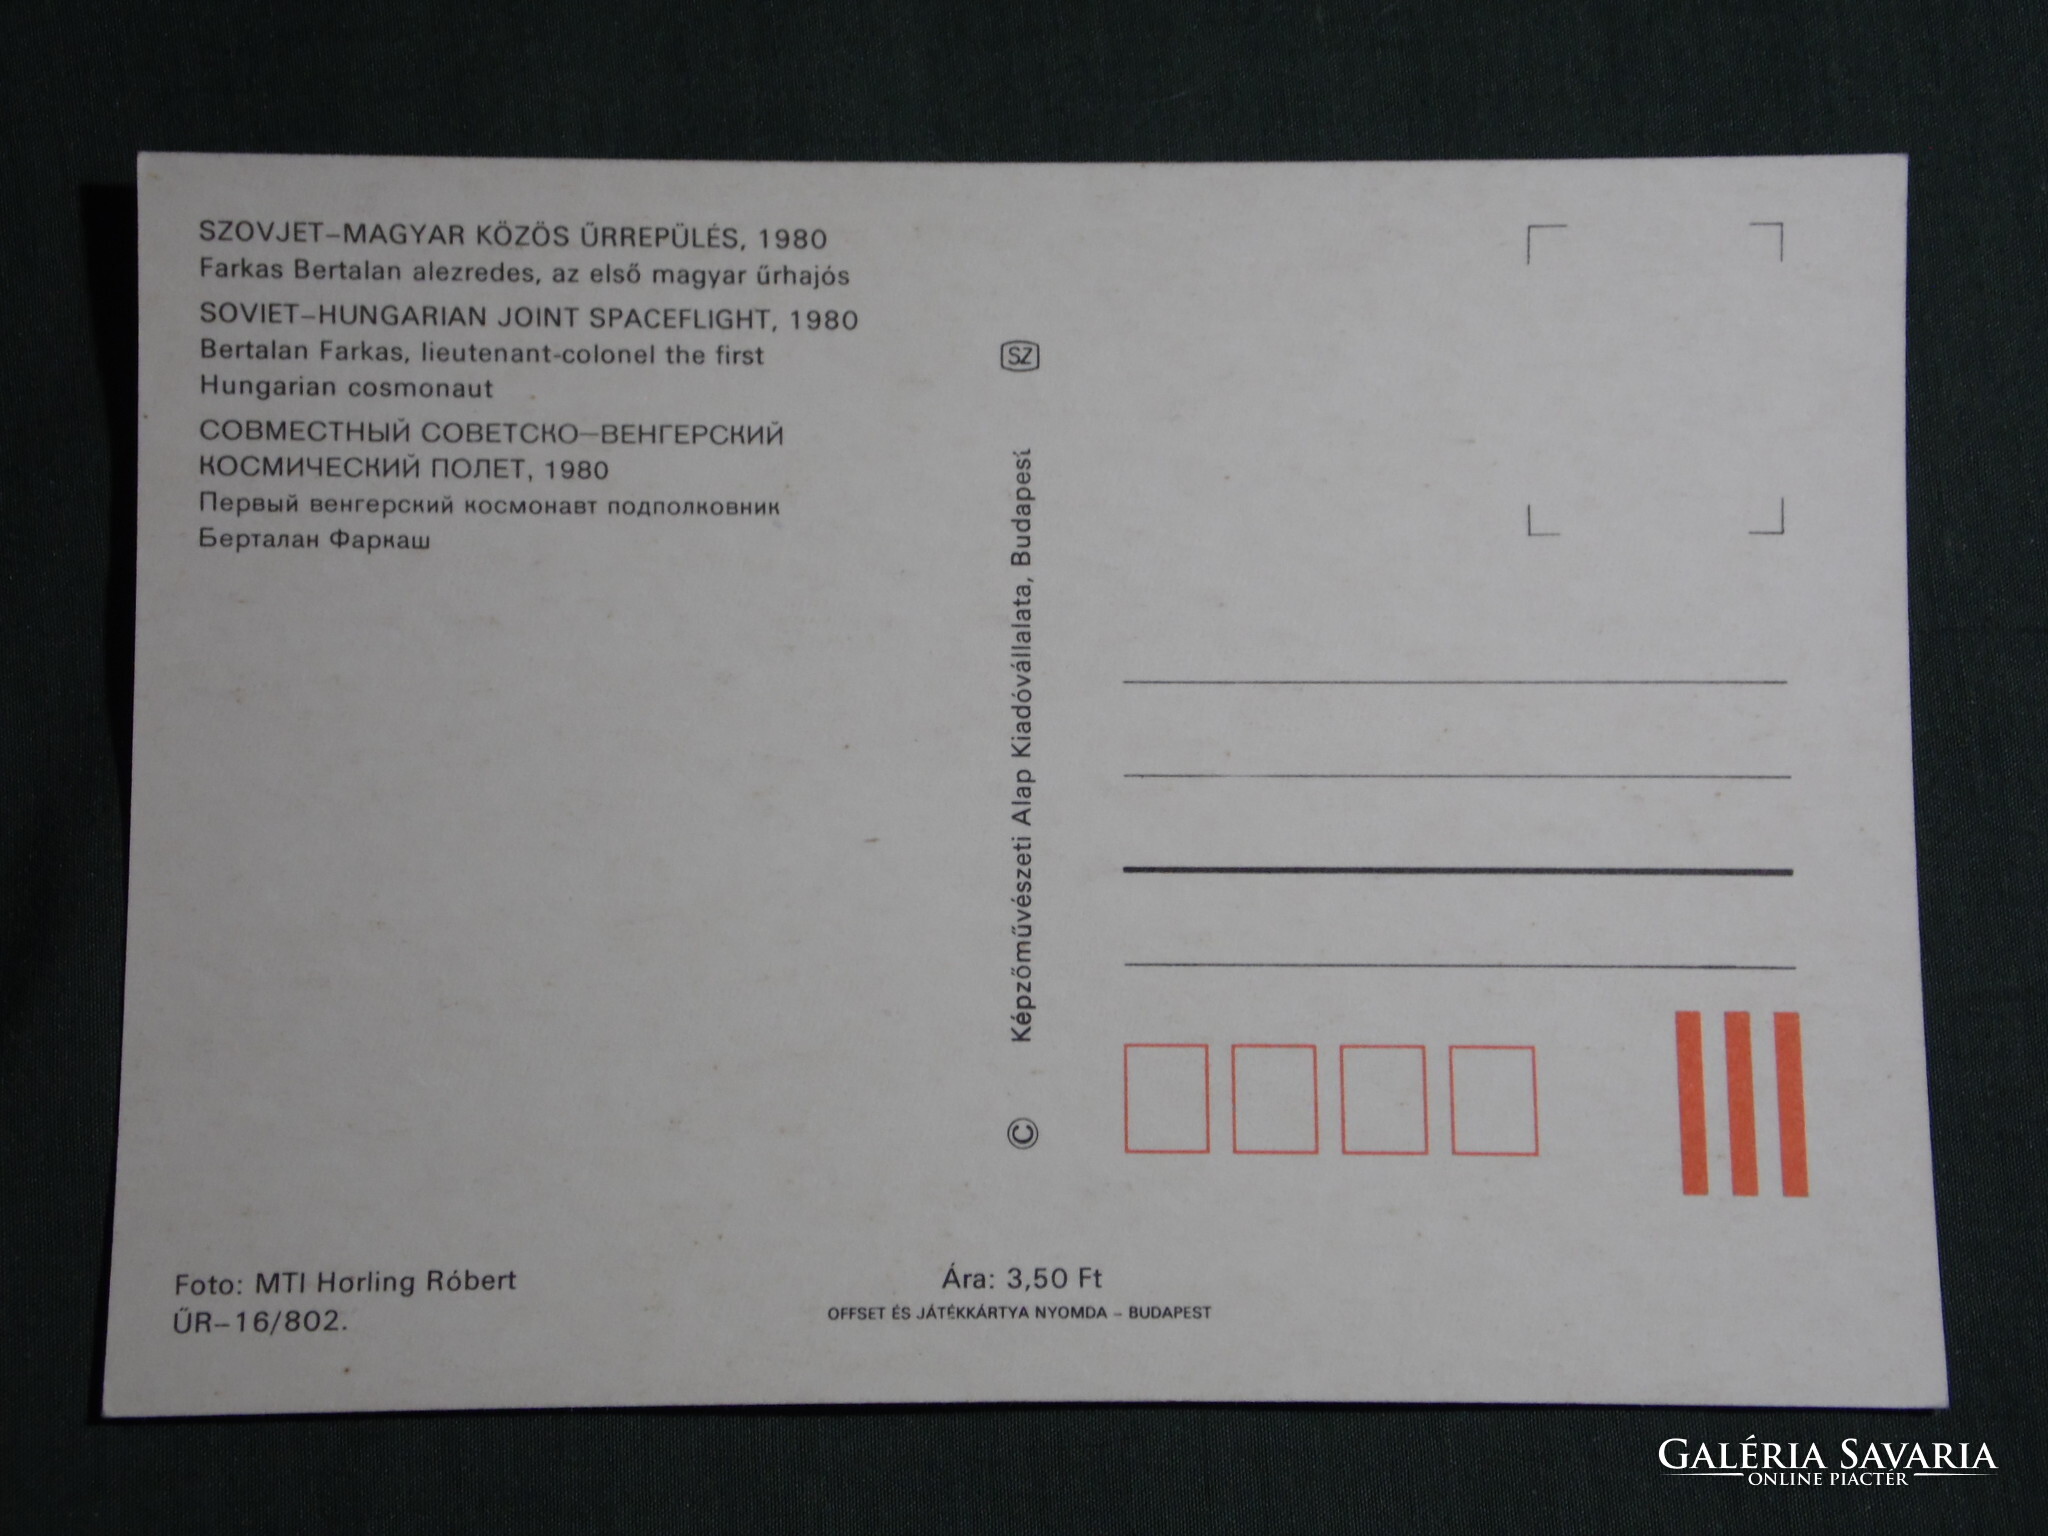 SZOVJET–MAGYAR KÖZÖS ŰRREPÜLÉS, 1980
Farkas Bertalan alezredes, az első magyar űrhajós
SOVIET–HUNGARIAN JOINT SPACEFLIGHT, 1980
Bertalan Farkas, lieutenant-colonel the first
Hungarian cosmonaut
СОВМЕСТНЫЙ СОВЕТСКО–ВЕНГЕРСКИЙ
КОСМИЧЕСКИЙ ПОЛЕТ, 1980
Первый венгерский космонавт подполковник
Берталан Фаркаш
Foto: MTI Horling Róbert
ŰR–16/802.
SZ
© Képzőművészeti Alap Kiadóvállalata, Budapest
Ára: 3,50 Ft
OFFSET ÉS JÁTÉKKÁRTYA NYOMDA – BUDAPEST
GALÉRIA SAVARIA
ONLINE PIACTÉR